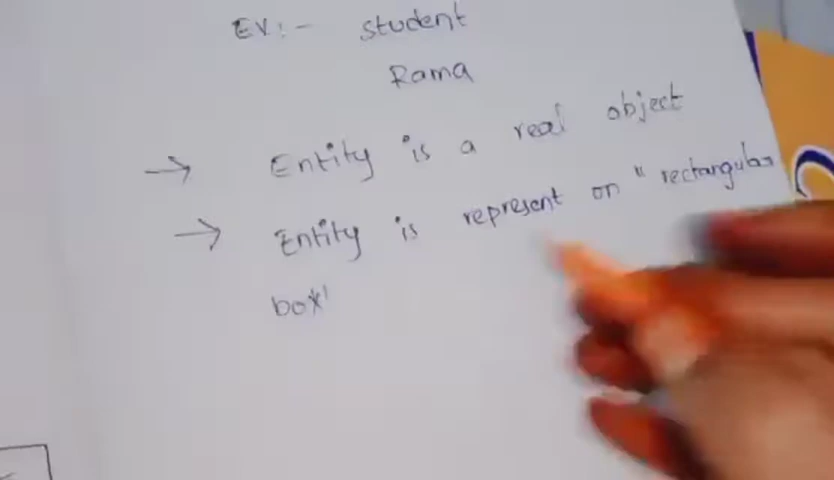 Ex:- Student
Rama
→ Entity is a real object
→ Entity is represent on "rectangular
box'